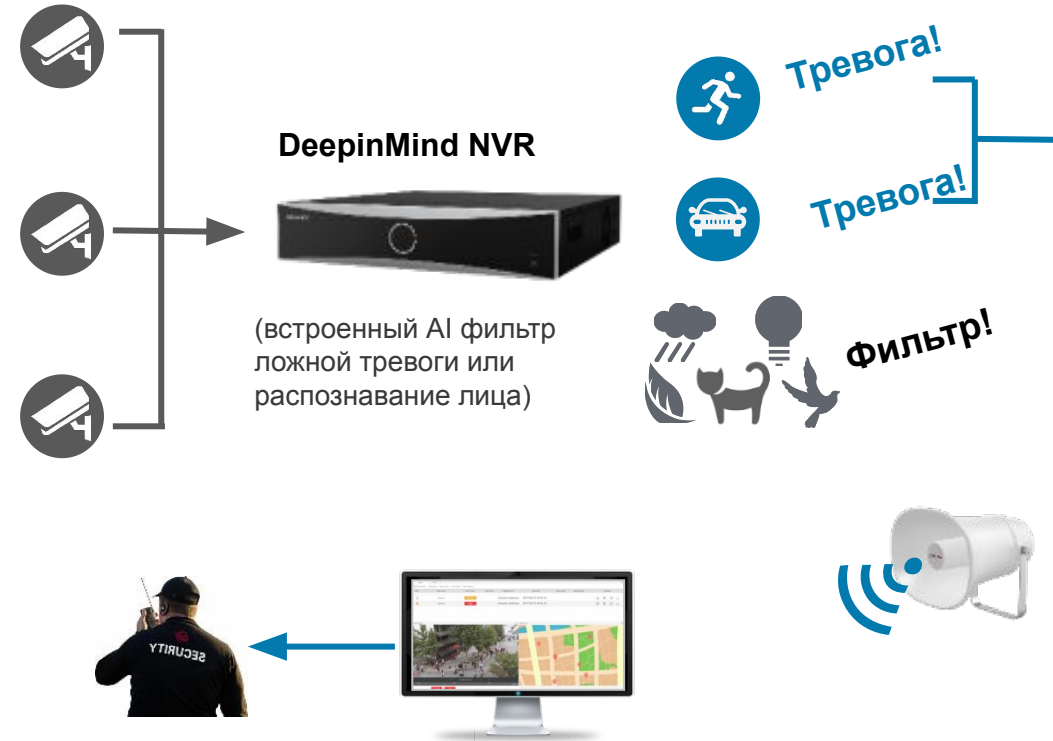 Тревога!
DeepinMind NVR
Тревога!
(встроенный AI фильтр
ложной тревоги или
распознавание лица)
Фильтр!
SECURITY